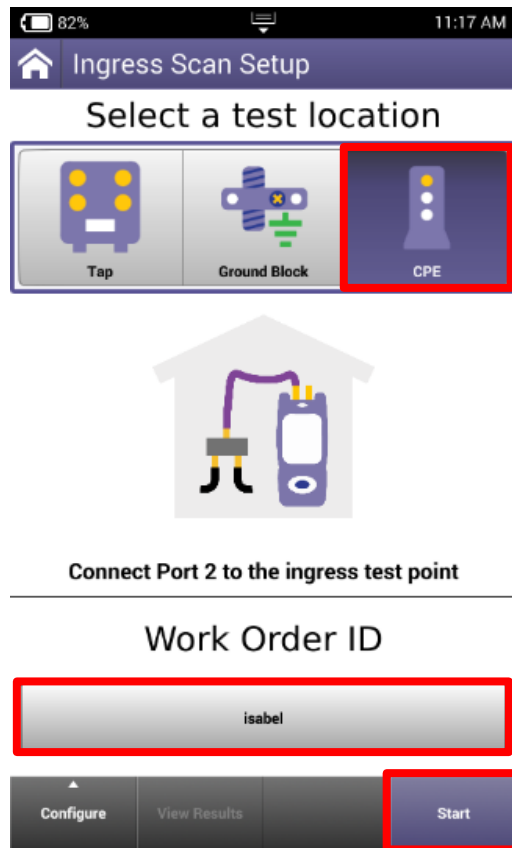 82% 11:17 AM
Ingress Scan Setup
Select a test location
Tap Ground Block CPE
Connect Port 2 to the ingress test point
Work Order ID
isabel
Configure View Results Start